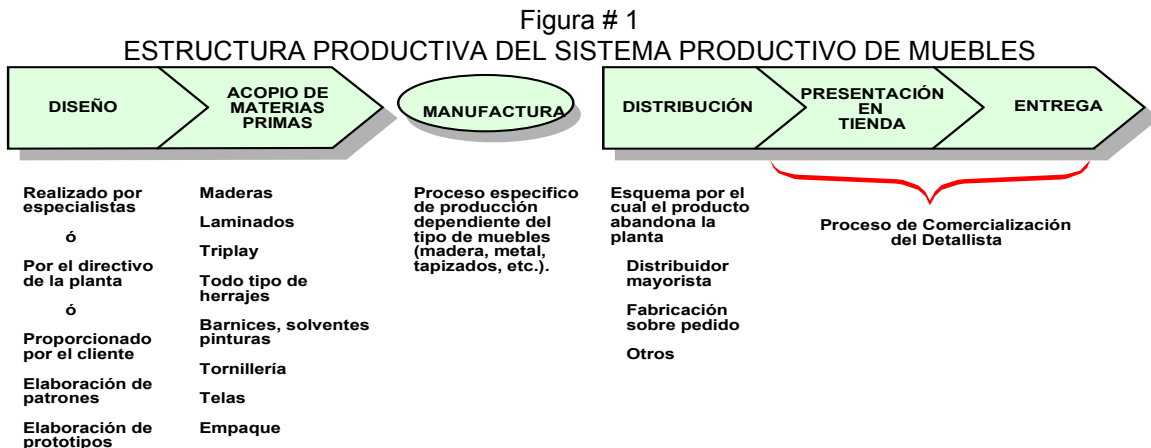 Figura # 1
ESTRUCTURA PRODUCTIVA DEL SISTEMA PRODUCTIVO DE MUEBLES
DISEÑO
ACOPIO DE
MATERIAS
PRIMAS
MANUFACTURA
DISTRIBUCIÓN
PRESENTACIÓN
EN
TIENDA
ENTREGA
Realizado por
especialistas
ó
Por el directivo
de la planta
ó
Proporcionado
por el cliente
Elaboración de
patrones
Elaboración de
prototipos
Maderas
Laminados
Triplay
Todo tipo de
herrajes
Barnices, solventes
pinturas
Tornillería
Telas
Empaque
Proceso especifico
de producción
dependiente del
tipo de muebles
(madera, metal,
tapizados, etc.).
Esquema por el
cual el producto
abandona la
planta
Distribuidor
mayorista
Fabricación
sobre pedido
Otros
Proceso de Comercialización
del Detallista